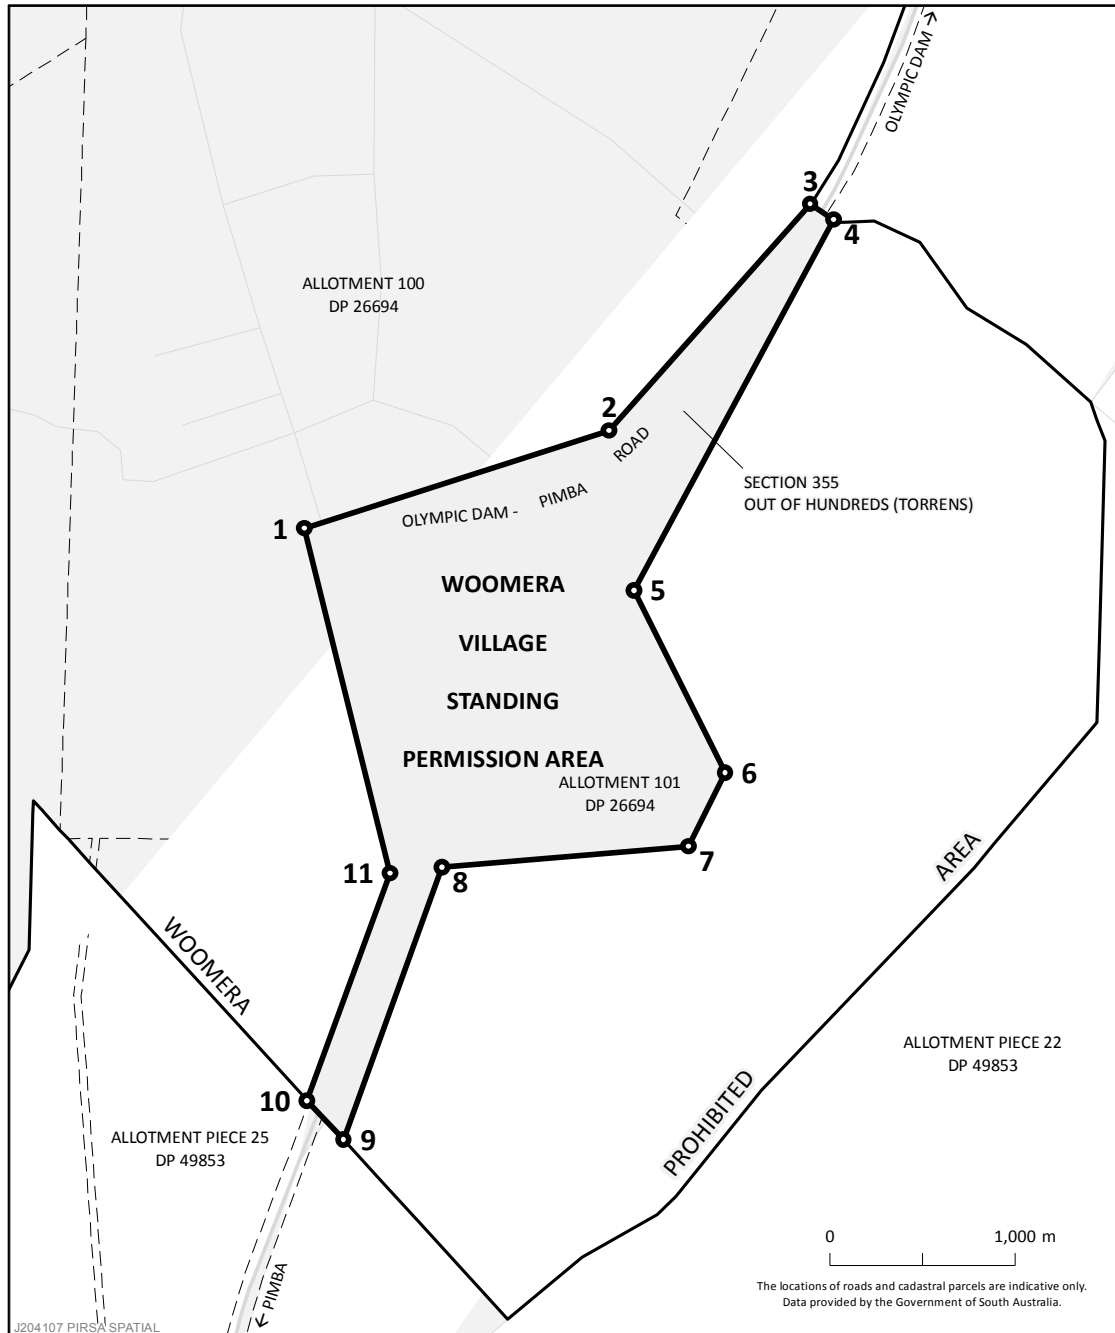 OLYMPIC DAM →
3
4
ALLOTMENT 100
DP 26694
2
ROAD
SECTION 355
OUT OF HUNDREDS (TORRENS)
PIMBA
OLYMPIC DAM -
1
WOOMERA
5
VILLAGE
STANDING
PERMISSION AREA
6
ALLOTMENT 101
DP 26694
7
11
8
AREA
WOOMERA
ALLOTMENT PIECE 22
DP 49853
PROHIBITED
10
9
ALLOTMENT PIECE 25
DP 49853
0 1,000 m
← PIMBA
The locations of roads and cadastral parcels are indicative only.
Data provided by the Government of South Australia.
J204107 PIRSA SPATIAL